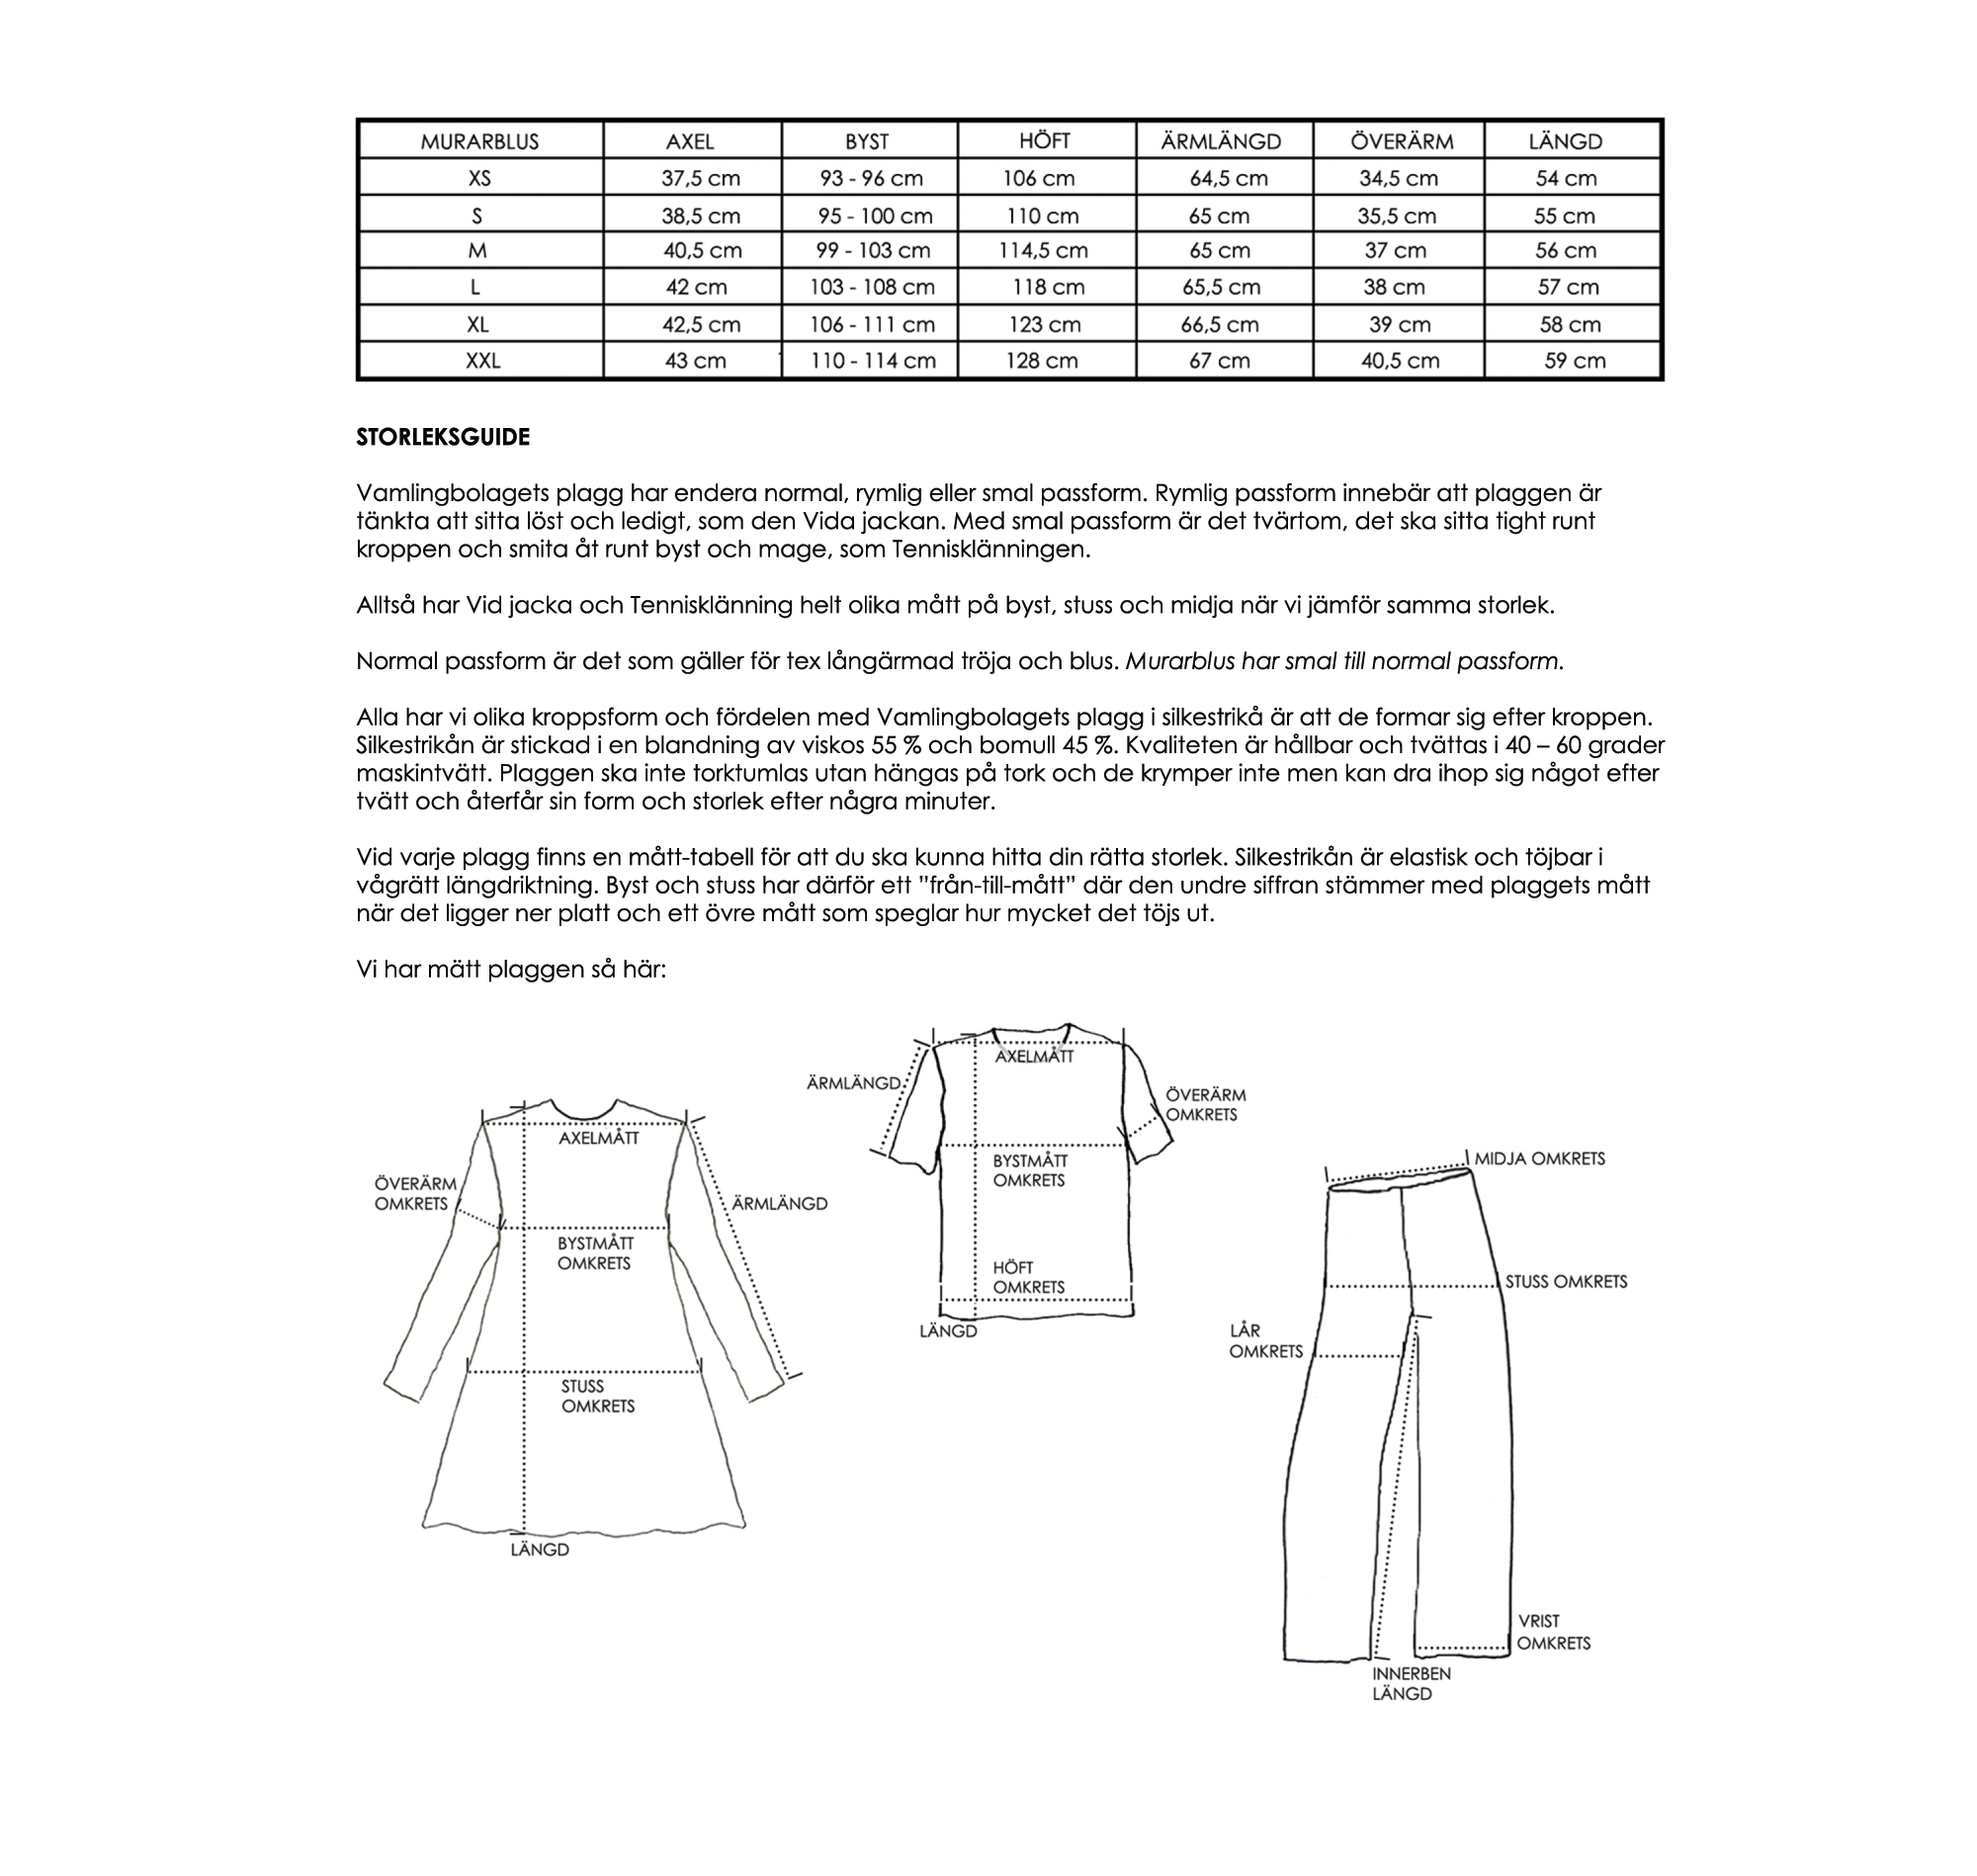 MURARBLUS AXEL BYST HÖFT ÄRMLÄNGD ÖVERÄRM LÄNGD
XS 37,5 cm 93 - 96 cm 106 cm 64,5 cm 34,5 cm 54 cm
S 38,5 cm 95 - 100 cm 110 cm 65 cm 35,5 cm 55 cm
M 40,5 cm 99 - 103 cm 114,5 cm 65 cm 37 cm 56 cm
L 42 cm 103 - 108 cm 118 cm 65,5 cm 38 cm 57 cm
XL 42,5 cm 106 - 111 cm 123 cm 66,5 cm 39 cm 58 cm
XXL 43 cm 110 - 114 cm 128 cm 67 cm 40,5 cm 59 cm
STORLEKSGUIDE
Vamlingbolagets plagg har endera normal, rymlig eller smal passform. Rymlig passform innebär att plaggen är
tänkta att sitta löst och ledigt, som den Vida jackan. Med smal passform är det tvärtom, det ska sitta tight runt
kroppen och smita åt runt byst och mage, som Tennisklänningen.
Alltså har Vid jacka och Tennisklänning helt olika mått på byst, stuss och midja när vi jämför samma storlek.
Normal passform är det som gäller för tex långärmad tröja och blus. Murarblus har smal till normal passform.
Alla har vi olika kroppsform och fördelen med Vamlingbolagets plagg i silkestrikå är att de formar sig efter kroppen.
Silkestrikån är stickad i en blandning av viskos 55 % och bomull 45 %. Kvaliteten är hållbar och tvättas i 40 – 60 grader
maskintvätt. Plaggen ska inte torktumlas utan hängas på tork och de krymper inte men kan dra ihop sig något efter
tvätt och återfår sin form och storlek efter några minuter.
Vid varje plagg finns en mått-tabell för att du ska kunna hitta din rätta storlek. Silkestrikån är elastisk och töjbar i
vågrätt längdriktning. Byst och stuss har därför ett ”från-till-mått” där den undre siffran stämmer med plaggets mått
när det ligger ner platt och ett övre mått som speglar hur mycket det töjs ut.
Vi har mätt plaggen så här:
AXELMÅTT
ÖVERÄRM
OMKRETS
ÄRMLÄNGD
BYSTMÅTT
OMKRETS
STUSS
OMKRETS
LÄNGD
AXELMÅTT
ÄRMLÄNGD
ÖVERÄRM
OMKRETS
BYSTMÅTT
OMKRETS
HÖFT
OMKRETS
LÄNGD
MIDJA OMKRETS
STUSS OMKRETS
LÅR
OMKRETS
VRIST
OMKRETS
INNERBEN
LÄNGD